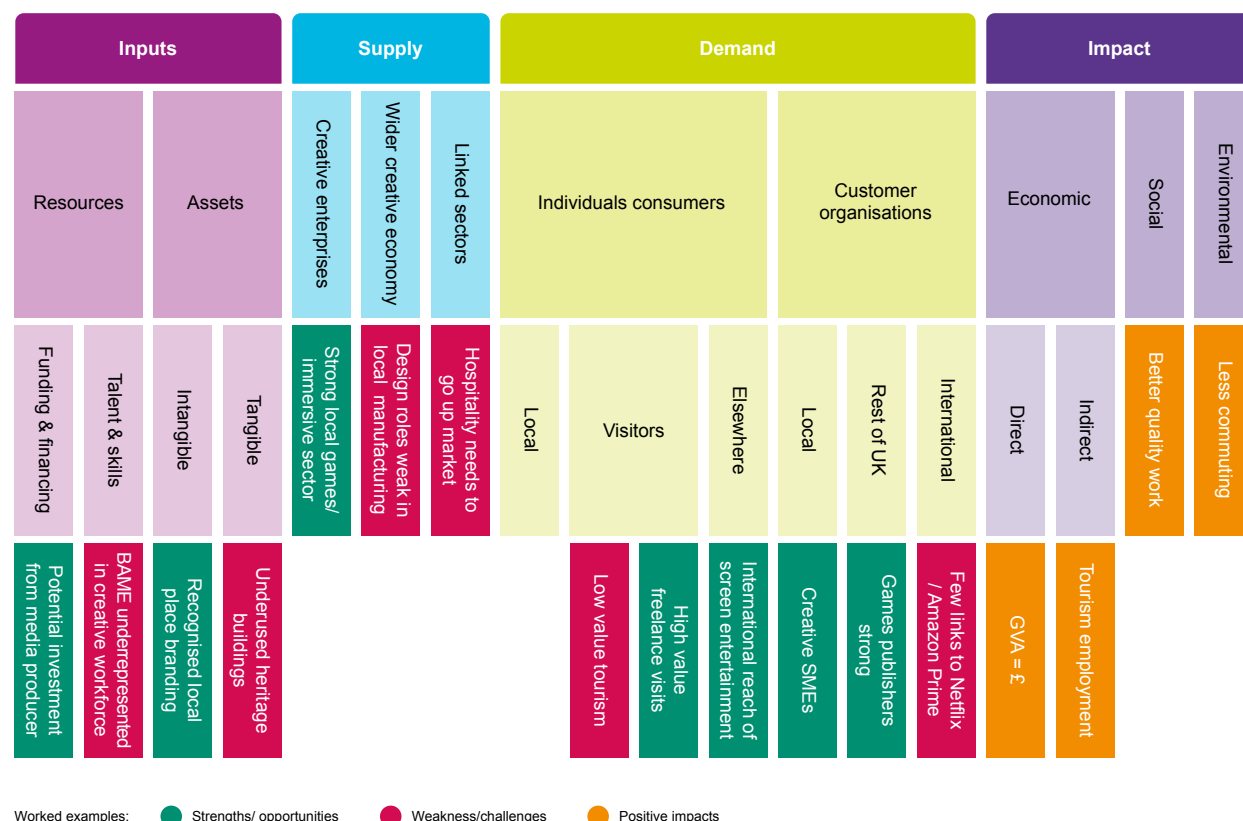 Inputs
Supply
Demand
Impact
Resources
Assets
Creative enterprises
Wider creative economy
Linked sectors
Individuals consumers
Customer
organisations
Economic
Social
Environmental
Funding & financing
Talent & skills
Intangible
Tangible
Strong local games/
immersive sector
Design roles weak in
local manufacturing
Hospitality needs to
go up market
Local
Visitors
Elsewhere
Local
Rest of UK
International
Direct
Indirect
Better quality work
Less commuting
Potential investment
from media producer
BAME underrepresented
in creative workforce
Recognised local
place branding
Underused heritage
buildings
Low value tourism
High value
freelance visits
International reach of
screen entertainment
Creative SMEs
Games publishers
strong
Few links to Netflix
/ Amazon Prime
GVA = £
Tourism employment
Worked examples:
Strengths/ opportunities
Weakness/challenges
Positive impacts